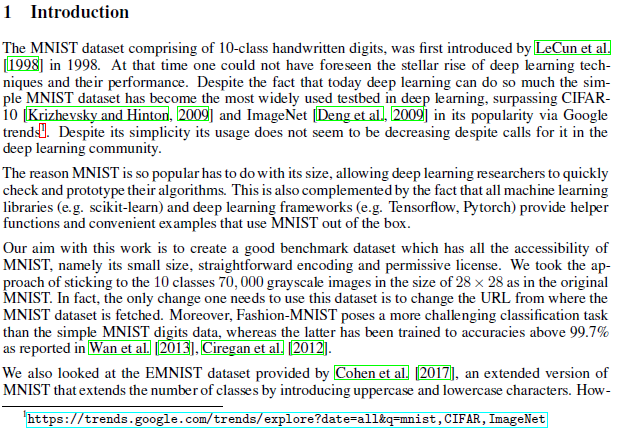 1 Introduction
The MNIST dataset comprising of 10-class handwritten digits, was first introduced by LeCun et al.
[1998] in 1998. At that time one could not have foreseen the stellar rise of deep learning tech-
niques and their performance. Despite the fact that today deep learning can do so much the sim-
ple MNIST dataset has become the most widely used testbed in deep learning, surpassing CIFAR-
10 [Krizhevsky and Hinton, 2009] and ImageNet [Deng et al., 2009] in its popularity via Google
trends1. Despite its simplicity its usage does not seem to be decreasing despite calls for it in the
deep learning community.
The reason MNIST is so popular has to do with its size, allowing deep learning researchers to quickly
check and prototype their algorithms. This is also complemented by the fact that all machine learning
libraries (e.g. scikit-learn) and deep learning frameworks (e.g. Tensorflow, Pytorch) provide helper
functions and convenient examples that use MNIST out of the box.
Our aim with this work is to create a good benchmark dataset which has all the accessibility of
MNIST, namely its small size, straightforward encoding and permissive license. We took the ap-
proach of sticking to the 10 classes 70,000 grayscale images in the size of 28 × 28 as in the original
MNIST. In fact, the only change one needs to use this dataset is to change the URL from where the
MNIST dataset is fetched. Moreover, Fashion-MNIST poses a more challenging classification task
than the simple MNIST digits data, whereas the latter has been trained to accuracies above 99.7%
as reported in Wan et al. [2013], Ciregan et al. [2012].
We also looked at the EMNIST dataset provided by Cohen et al. [2017], an extended version of
MNIST that extends the number of classes by introducing uppercase and lowercase characters. How-
1https://trends.google.com/trends/explore?date=all&q=mnist,CIFAR,ImageNet